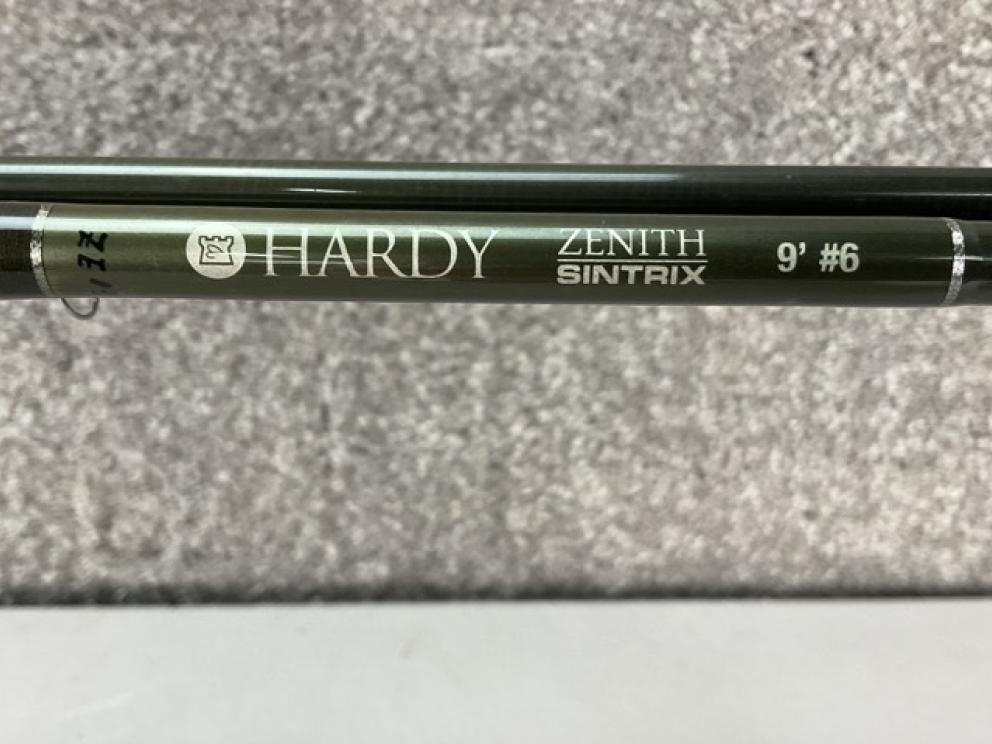 HARDY
ZENITH
SINTRIX
9' #6